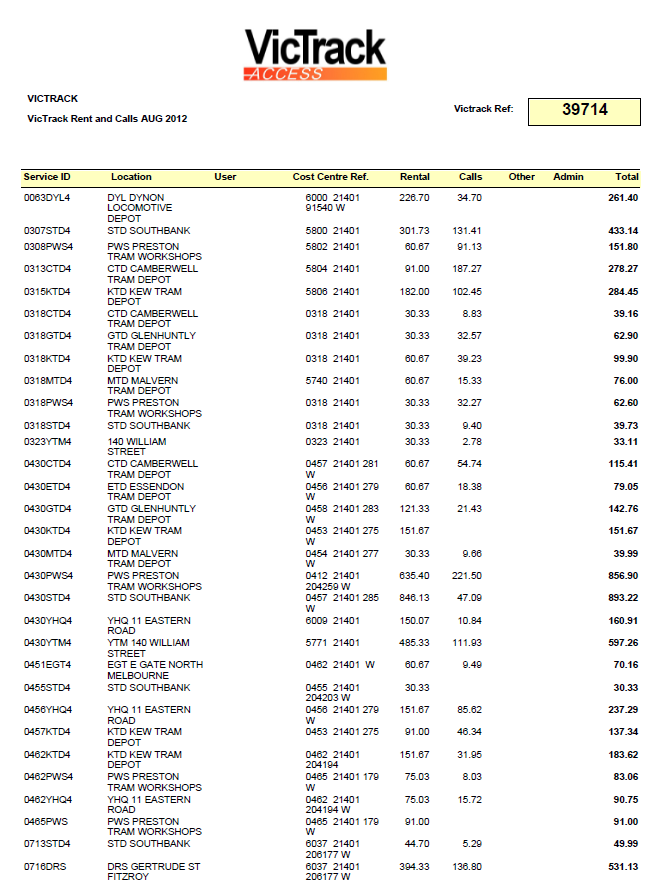 VicTrack
ACCESS
VICTRACK
VicTrack Rent and Calls AUG 2012
Victrack Ref: 39714
Service ID Location User Cost Centre Ref. Rental Calls Other Admin Total
0063DYL4 DYL DYNON 6000 21401 226.70 34.70 261.40
LOCOMOTIVE 91540 W
DEPOT
0307STD4 STD SOUTHBANK 5800 21401 301.73 131.41 433.14
0308PWS4 PWS PRESTON 5802 21401 60.67 91.13 151.80
TRAM WORKSHOPS
0313CTD4 CTD CAMBERWELL 5804 21401 91.00 187.27 278.27
TRAM DEPOT
0315KTD4 KTD KEW TRAM 5806 21401 182.00 102.45 284.45
DEPOT
0318CTD4 CTD CAMBERWELL 0318 21401 30.33 8.83 39.16
TRAM DEPOT
0318GTD4 GTD GLENHUNTLY 0318 21401 30.33 32.57 62.90
TRAM DEPOT
0318KTD4 KTD KEW TRAM 0318 21401 60.67 39.23 99.90
DEPOT
0318MTD4 MTD MALVERN 5740 21401 60.67 15.33 76.00
TRAM DEPOT
0318PWS4 PWS PRESTON 0318 21401 30.33 32.27 62.60
TRAM WORKSHOPS
0318STD4 STD SOUTHBANK 0318 21401 30.33 9.40 39.73
0323YTM4 140 WILLIAM 0323 21401 30.33 2.78 33.11
STREET
0430CTD4 CTD CAMBERWELL 0457 21401 281 60.67 54.74 115.41
TRAM DEPOT W
0430ETD4 ETD ESSENDON 0456 21401 279 60.67 18.38 79.05
TRAM DEPOT W
0430GTD4 GTD GLENHUNTLY 0458 21401 283 121.33 21.43 142.76
TRAM DEPOT W
0430KTD4 KTD KEW TRAM 0453 21401 275 151.67 151.67
DEPOT W
0430MTD4 MTD MALVERN 0454 21401 277 30.33 9.66 39.99
TRAM DEPOT W
0430PWS4 PWS PRESTON 0412 21401 635.40 221.50 856.90
TRAM WORKSHOPS 204259 W
0430STD4 STD SOUTHBANK 0457 21401 285 846.13 47.09 893.22
W
0430YHQ4 YHQ 11 EASTERN 6009 21401 150.07 10.84 160.91
ROAD
0430YTM4 YTM 140 WILLIAM 5771 21401 485.33 111.93 597.26
STREET
0451EGT4 EGT E GATE NORTH 0462 21401 W 60.67 9.49 70.16
MELBOURNE
0455STD4 STD SOUTHBANK 0455 21401 30.33 30.33
204203 W
0456YHQ4 YHQ 11 EASTERN 0456 21401 279 151.67 85.62 237.29
ROAD W
0457KTD4 KTD KEW TRAM 0453 21401 275 91.00 46.34 137.34
DEPOT
0462KTD4 KTD KEW TRAM 0462 21401 151.67 31.95 183.62
DEPOT 204194
0462PWS4 PWS PRESTON 0465 21401 179 75.03 8.03 83.06
TRAM WORKSHOPS W
0462YHQ4 YHQ 11 EASTERN 0462 21401 75.03 15.72 90.75
ROAD 204194 W
0465PWS PWS PRESTON 0465 21401 179 91.00 91.00
TRAM WORKSHOPS W
0713STD4 STD SOUTHBANK 6037 21401 44.70 5.29 49.99
206177 W
0716DRS DRS GERTRUDE ST 6037 21401 394.33 136.80 531.13
FITZROY 206177 W